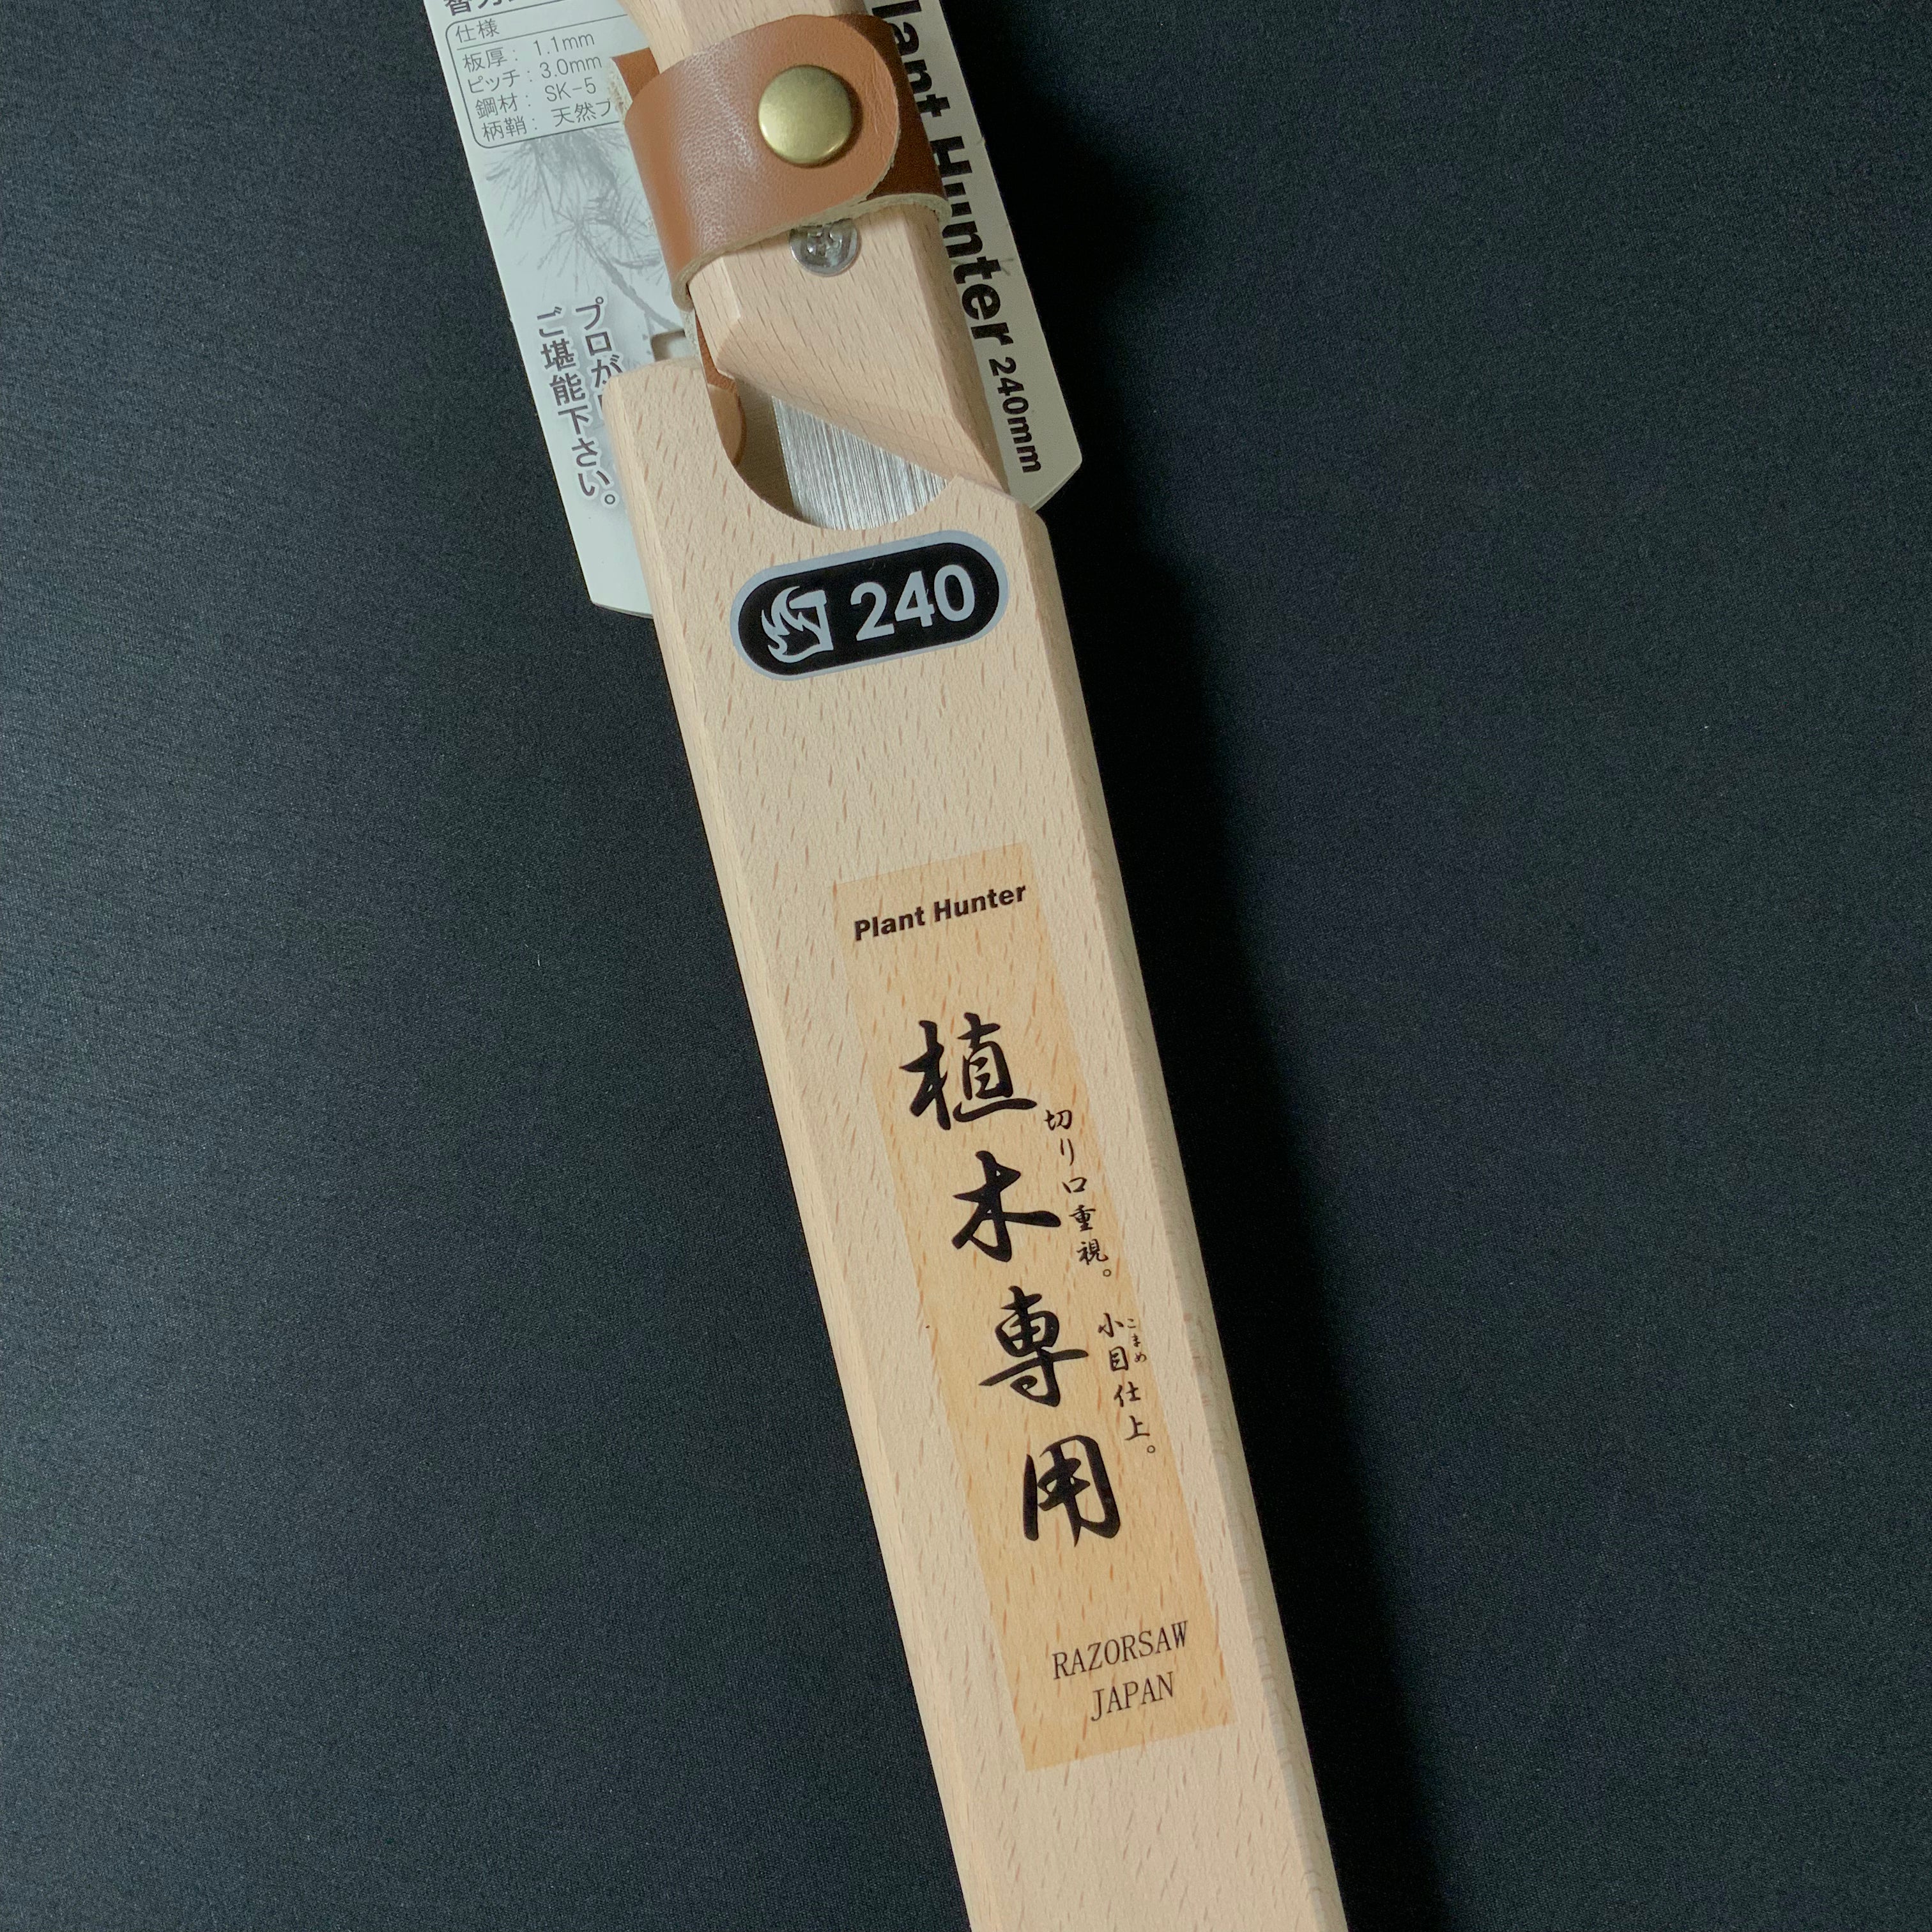 仕様
板厚: 1.1mm
ピッチ: 3.0mm
鋼材: SK-5
柄鞘: 天然
lant Hunter 240mm
プロが
ご堪能下さい。
240
Plant Hunter
植木専用
切り口重視。
小目仕上。
こまめ
RAZORSAW
JAPAN